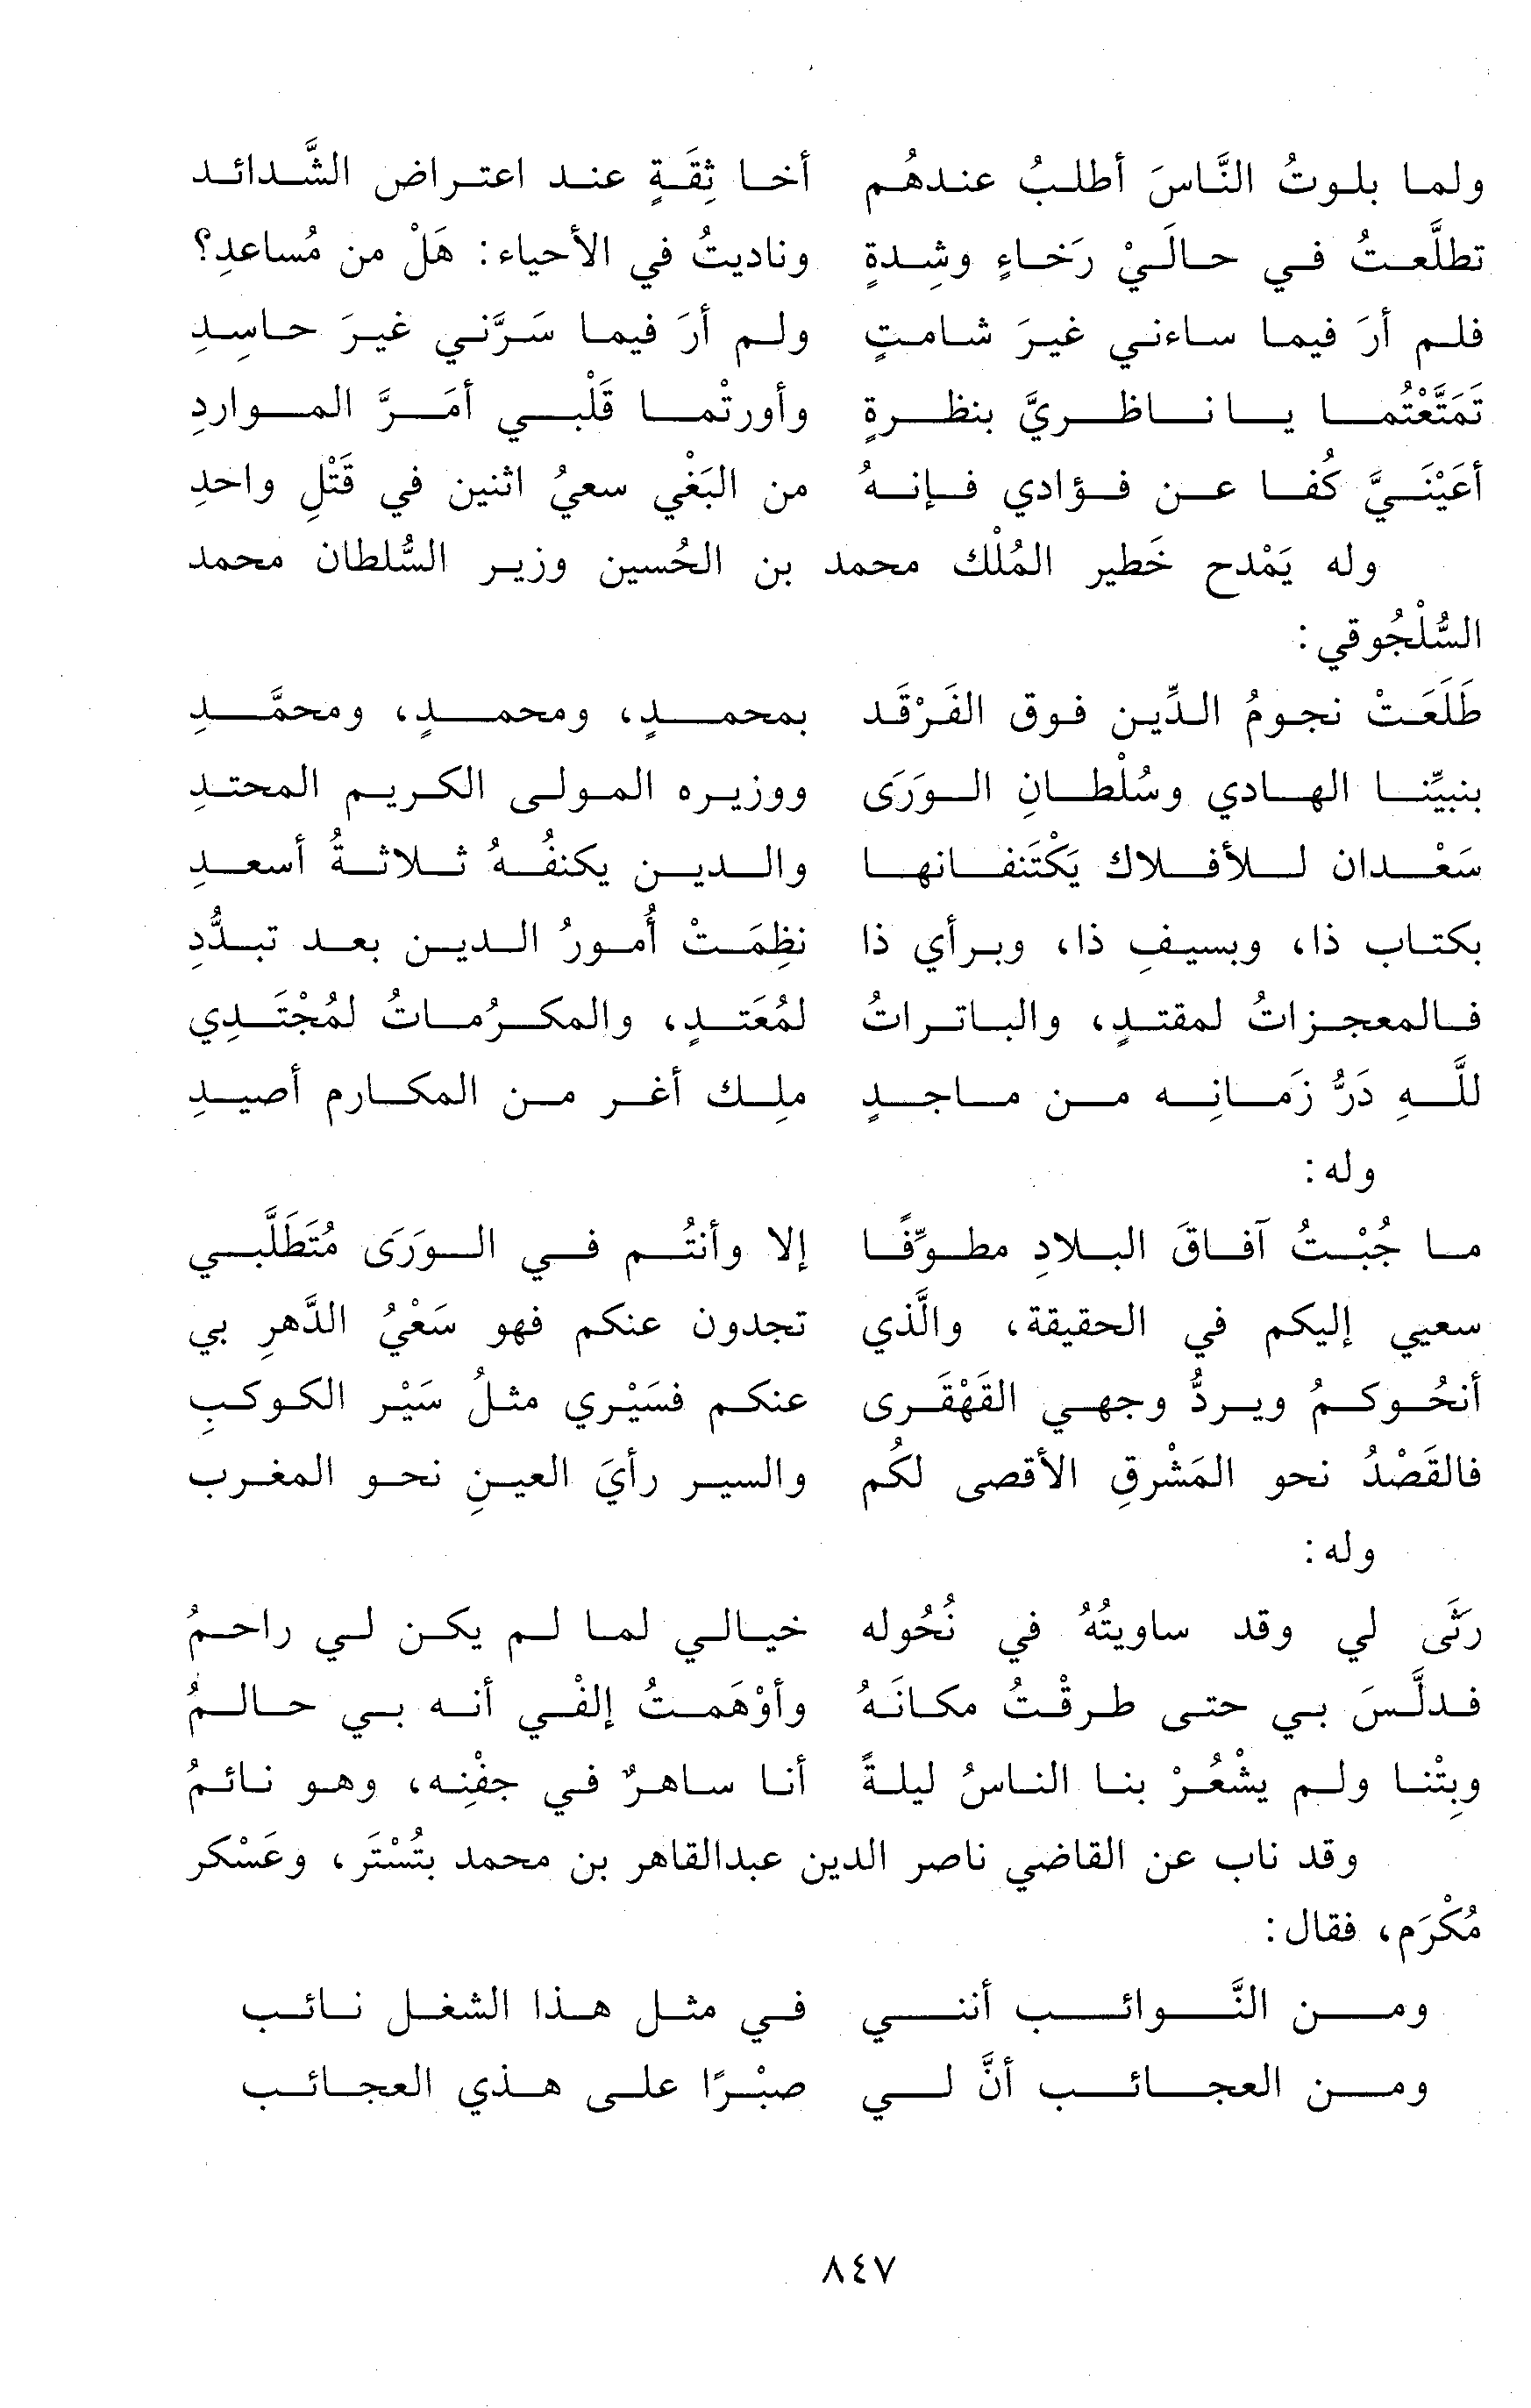 ولما بلوتُ النَّاسَ أطلبُ عندهُم أخا ثِقَةٍ عند اعتراض الشَّدائد
تطلَّعتُ في حالَيْ رَخاءٍ وشِدةٍ وناديتُ في الأحياء: هَلْ من مُساعدِ؟
فلم أرَ فيما ساءني غيرَ شامتٍ ولم أرَ فيما سَرَّني غيرَ حاسِدِ
تَمَتَّعْتُما يا ناظريَّ بنظرةٍ وأورتْما قَلْبي أمَرَّ المواردِ
أعَيْنَيَّ كُفا عن فؤادي فإنهُ من البَغْي سعيُ اثنين في قَتْلِ واحدِ
وله يَمْدح خَطير المُلْك محمد بن الحُسين وزير السُّلطان محمد
السُّلْجُوقي:
طَلَعَتْ نجومُ الدِّين فوق الفَرْقَد بمحمدٍ، ومحمدٍ، ومحمَّدِ
بنبيِّنا الهادي وسُلْطانِ الورَى ووزيره المولى الكريم المحتدِ
سَعْدان للأفلاك يَكْتَنفانها والدين يكنفُهُ ثلاثةُ أسعدِ
بكتاب ذا، وبسيفِ ذا، وبرأي ذا نظِمَتْ أُمورُ الدين بعد تبدُّدِ
فالمعجزاتُ لمقتدٍ، والباتراتُ لمُعَتدٍ، والمكرُماتُ لمُجْتَدِي
للَّهِ دَرُّ زَمانِه من ماجدٍ ملِك أغر من المكارم أصيدِ
وله:
ما جُبْتُ آفاقَ البلادِ مطوِّفًا إلا وأنتُم في الورَى مُتَطَلَّبي
سعيي إليكم في الحقيقة، والَّذي تجدون عنكم فهو سَعْيُ الدَّهرِ بي
أنحُوكمُ ويردُّ وجهي القَهْقَرى عنكم فسَيْري مثلُ سَيْر الكوكبِ
فالقَصْدُ نحو المَشْرقِ الأقصى لكُم والسير رأيَ العينِ نحو المغرب
وله:
رثَى لي وقد ساويتُهُ في نُحُوله خيالي لما لم يكن لي راحمُ
فدلَّسَ بي حتى طرقْتُ مكانَهُ وأوْهَمتُ إلفْي أنه بي حالمُ
وبِتْنا ولم يشْعُرْ بنا الناسُ ليلةً أنا ساهرٌ في جفْنِه، وهو نائمُ
وقد ناب عن القاضي ناصر الدين عبدالقاهر بن محمد بتُسْتَر، وعَسْكر
مُكْرَم، فقال:
ومن النَّوائب أنني في مثل هذا الشغل نائب
ومن العجائب أنَّ لي صبْرًا على هذي العجائب
٨٤٧